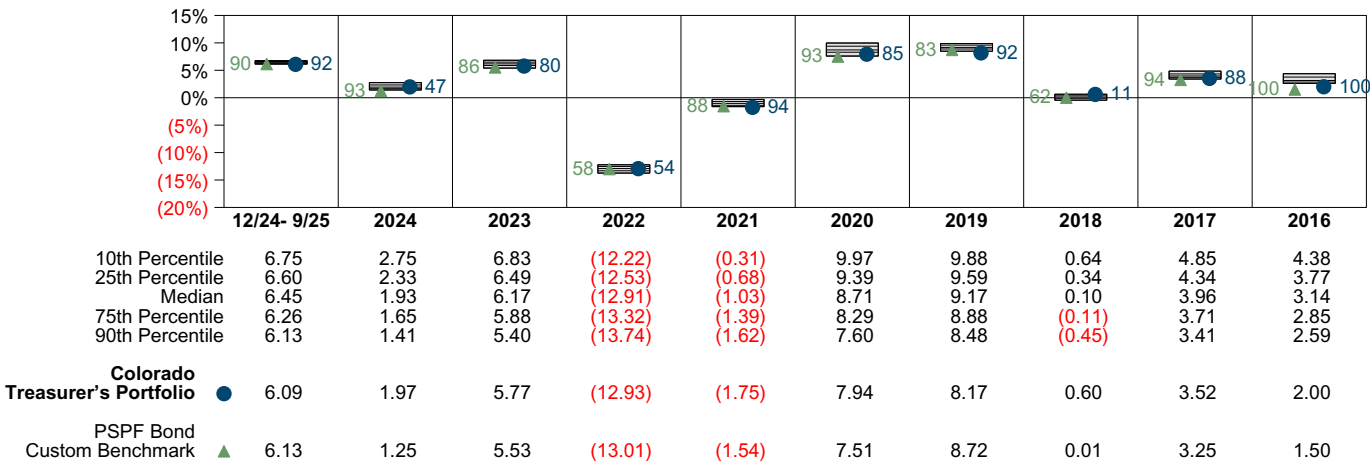 15%
10%
5%
0%
(5%)
(10%)
(15%)
(20%)
90 92 93 47 86 80 58 54 88 94 93 85 83 92 62 11 94 88 100 100
12/24- 9/25 2024 2023 2022 2021 2020 2019 2018 2017 2016
10th Percentile 6.75 2.75 6.83 (12.22) (0.31) 9.97 9.88 0.64 4.85 4.38
25th Percentile 6.60 2.33 6.49 (12.53) (0.68) 9.39 9.59 0.34 4.34 3.77
Median 6.45 1.93 6.17 (12.91) (1.03) 8.71 9.17 0.10 3.96 3.14
75th Percentile 6.26 1.65 5.88 (13.32) (1.39) 8.29 8.88 (0.11) 3.71 2.85
90th Percentile 6.13 1.41 5.40 (13.74) (1.62) 7.60 8.48 (0.45) 3.41 2.59
Colorado
Treasurer's Portfolio 6.09 1.97 5.77 (12.93) (1.75) 7.94 8.17 0.60 3.52 2.00
PSPF Bond
Custom Benchmark 6.13 1.25 5.53 (13.01) (1.54) 7.51 8.72 0.01 3.25 1.50